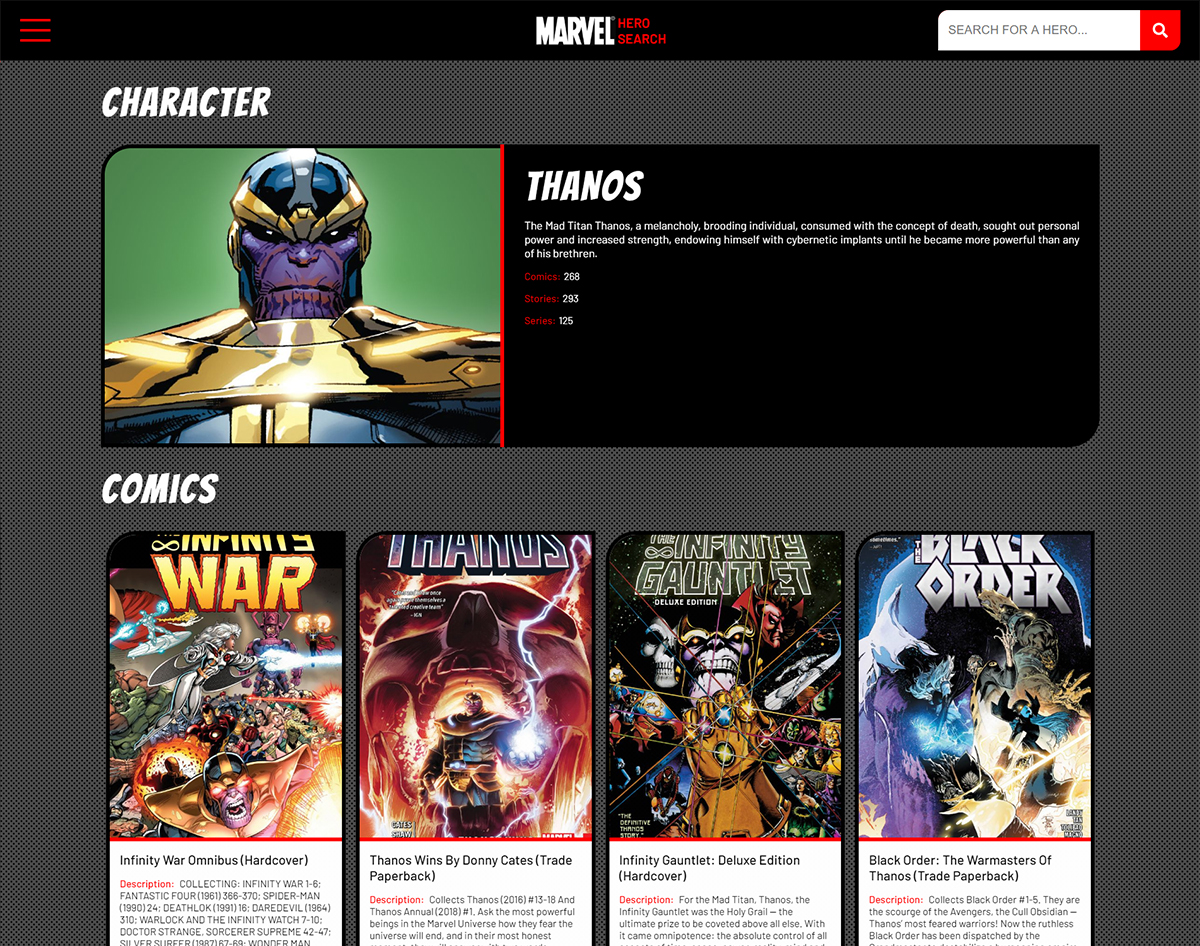 MARVEL HERO
SEARCH
SEARCH FOR A HERO...
CHARACTER
THANOS
The Mad Titan Thanos, a melancholy, brooding individual, consumed with the concept of death, sought out personal
power and increased strength, endowing himself with cybernetic implants until he became more powerful than any
of his brethren.
Comics: 268
Stories: 293
Series: 125
COMICS
INFINITY
WAR
Infinity War Omnibus (Hardcover)
Description: COLLECTING: INFINITY WAR 1-6;
FANTASTIC FOUR (1961) 366-370; SPIDER-MAN
(1990) 24; DEATHLOK (1991) 16; DAREDEVIL (1964)
310; WARLOCK AND THE INFINITY WATCH 7-10;
DOCTOR STRANGE, SORCERER SUPREME 42-47;
SILVER SURFER (1987) 67-69; WONDER MAN
THANOS
creative team"
- IGN
CATES
SHAW
MARVEL
Thanos Wins By Donny Cates (Trade
Paperback)
Description: Collects Thanos (2016) #13-18 And
Thanos Annual (2018) #1. Ask the most powerful
beings in the Marvel Universe how they fear the
universe will end, and in their most honest
THE INFINITY
GAUNTLET
DELUXE EDITION
"THE
DEFINITIVE
THANOS
STORY."
Infinity Gauntlet: Deluxe Edition
(Hardcover)
Description: For the Mad Titan, Thanos, the
Infinity Gauntlet was the Holy Grail — the
ultimate prize to be coveted above all else, With
it came omnipotence: the absolute control of all
sometimes."
THE BLACK
ORDER
Black Order: The Warmasters Of
Thanos (Trade Paperback)
Description: Collects Black Order #1-5. They are
the scourge of the Avengers, the Cull Obsidian —
Thanos' most feared warriors! Now the ruthless
Black Order has been dispatched by the